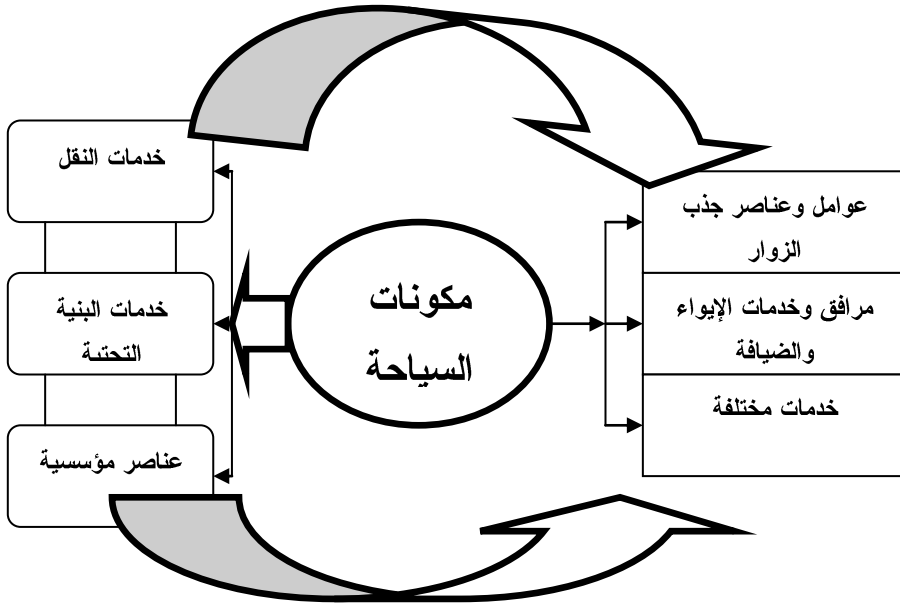 خدمات النقل
عوامل وعناصر جذب
الزوار
مكونات
السياحة
خدمات البنية
التحتية
مرافق وخدمات الإيواء
والضيافة
خدمات مختلفة
عناصر مؤسسية